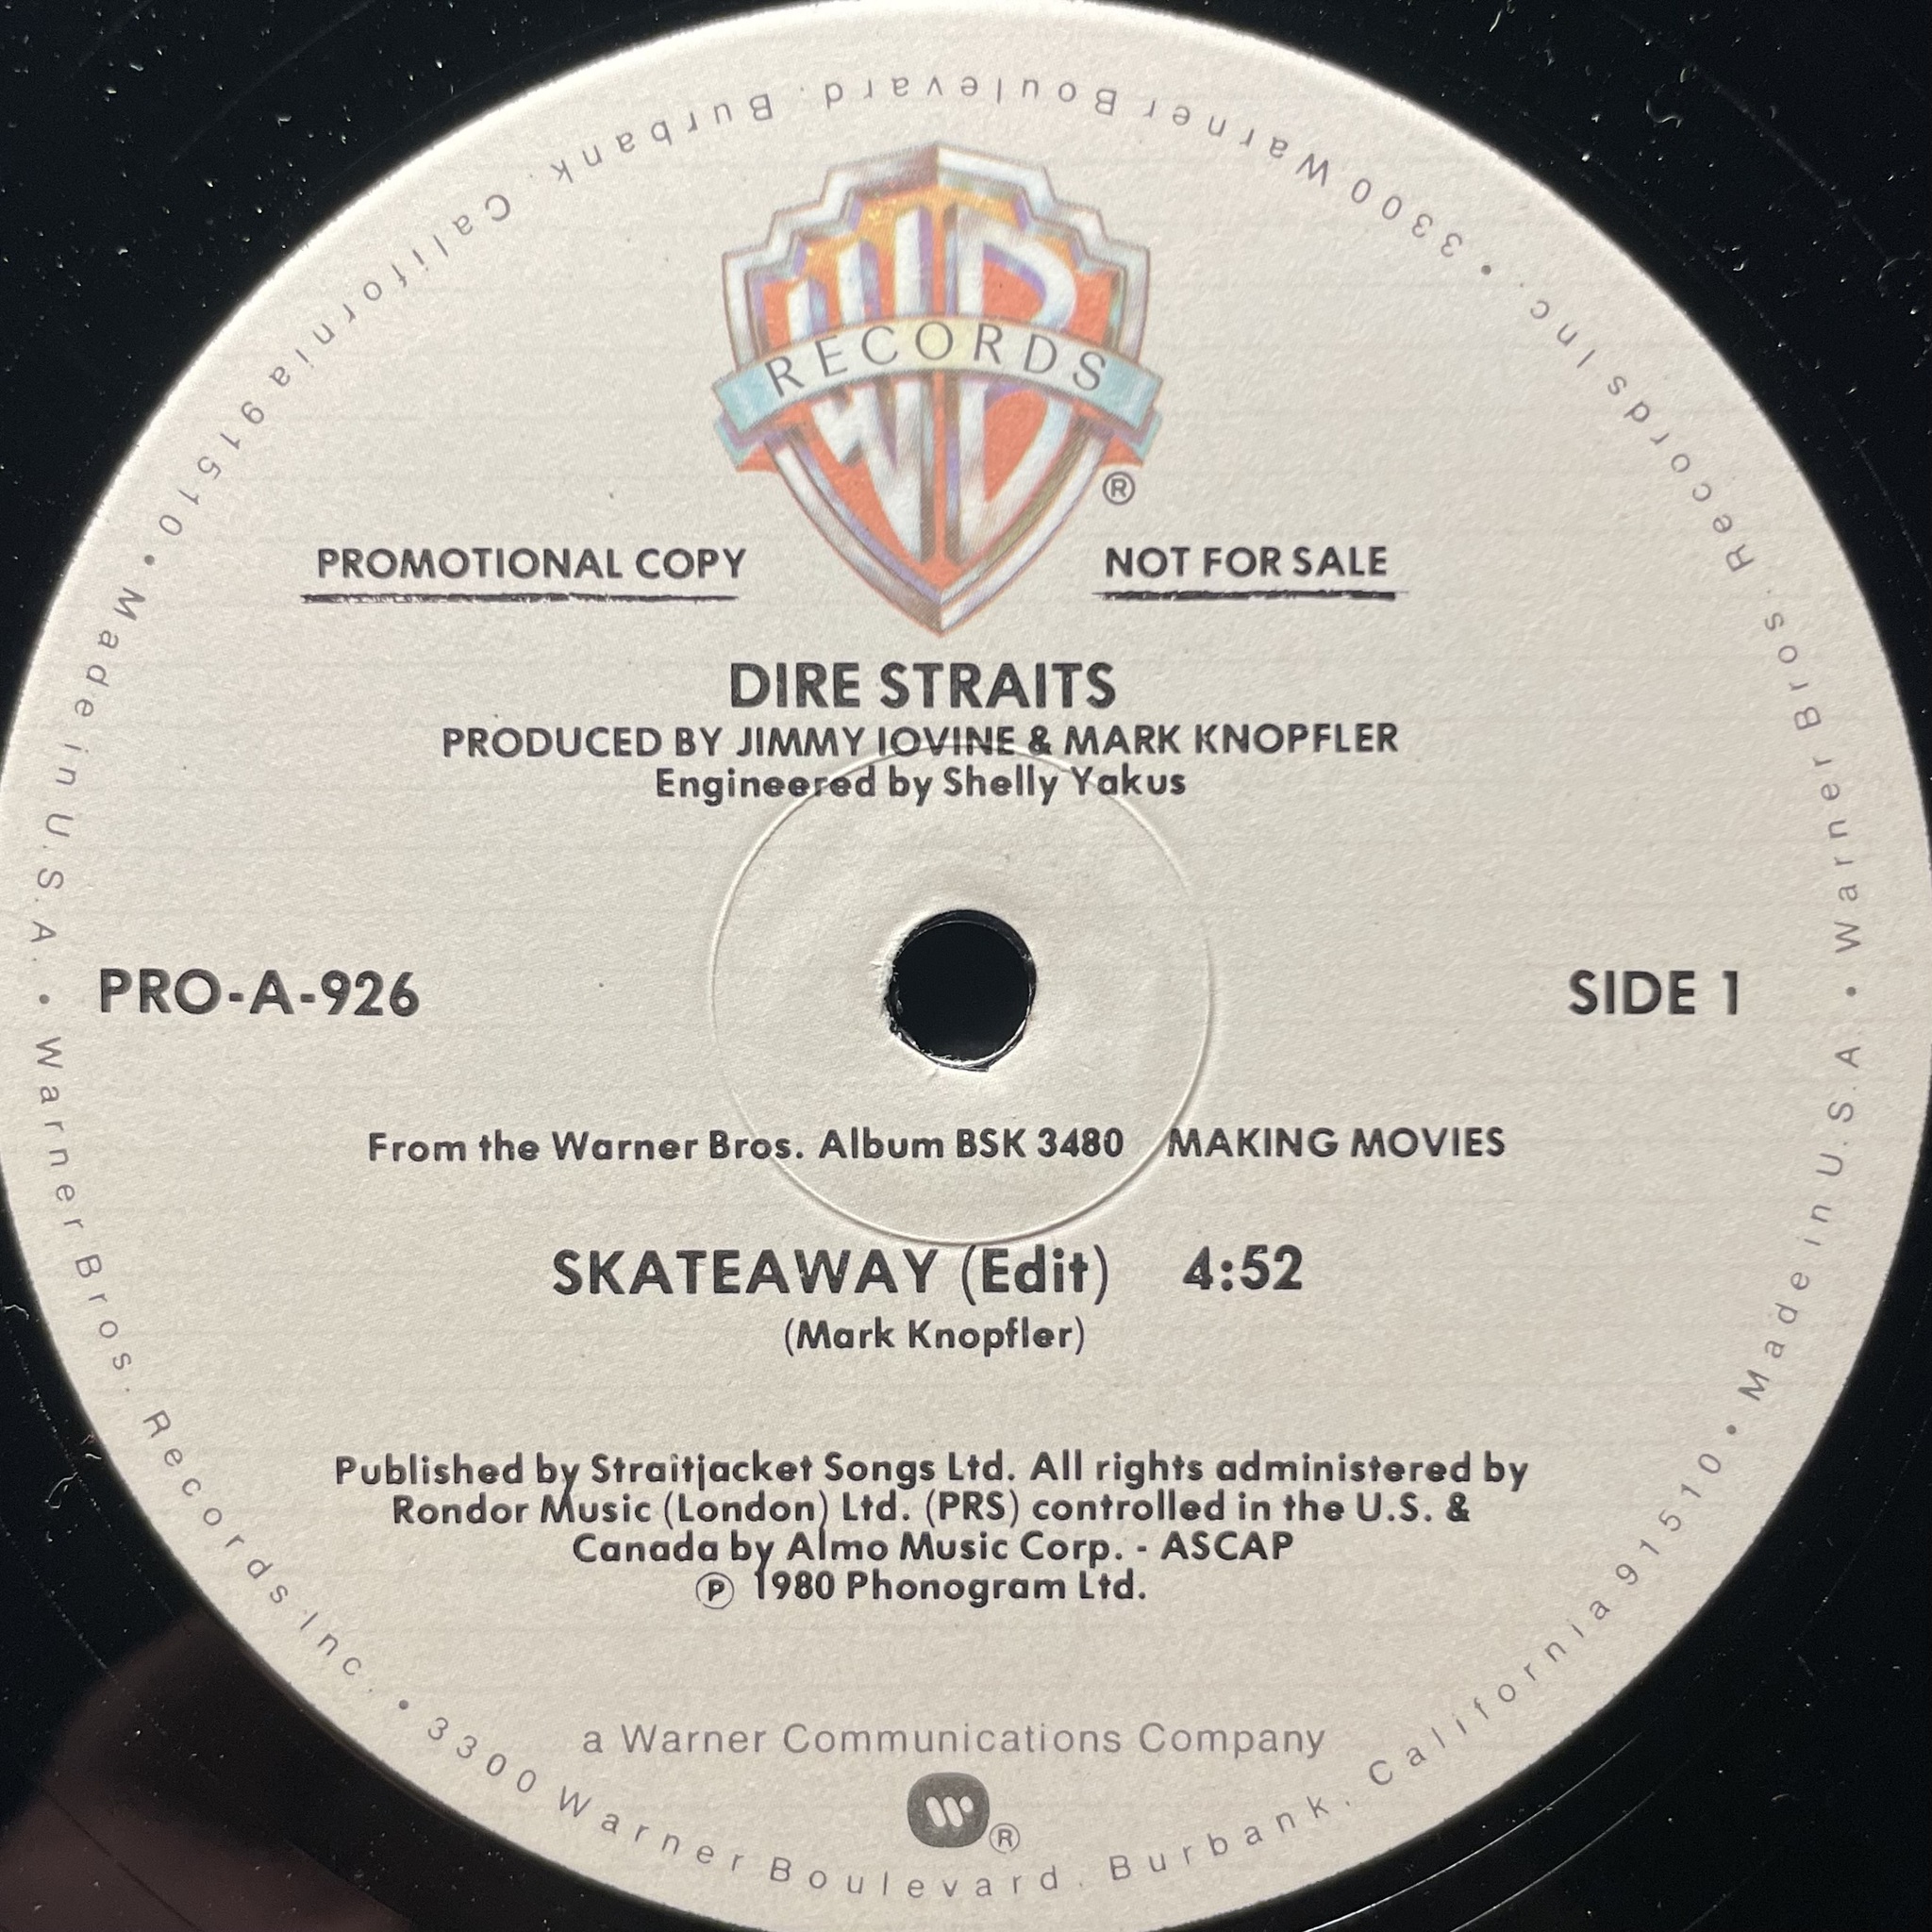 WB
RECORDS
®
PROMOTIONAL COPY
NOT FOR SALE
DIRE STRAITS
PRODUCED BY JIMMY IOVINE & MARK KNOPFLER
Engineered by Shelly Yakus
PRO-A-926
SIDE 1
From the Warner Bros. Album BSK 3480 MAKING MOVIES
SKATEAWAY (Edit) 4:52
(Mark Knopfler)
Published by Straitjacket Songs Ltd. All rights administered by
Rondor Music (London) Ltd. (PRS) controlled in the U.S. &
Canada by Almo Music Corp. - ASCAP
Ⓟ 1980 Phonogram Ltd.
a Warner Communications Company
®
Warner Bros. Records Inc. • 3300 Warner Boulevard. Burbank. California 91510 • Made in U.S.A. • Warner Bros. Records Inc. • 3300 Warner Boulevard. Burbank. California 91510 • Made in U.S.A. •